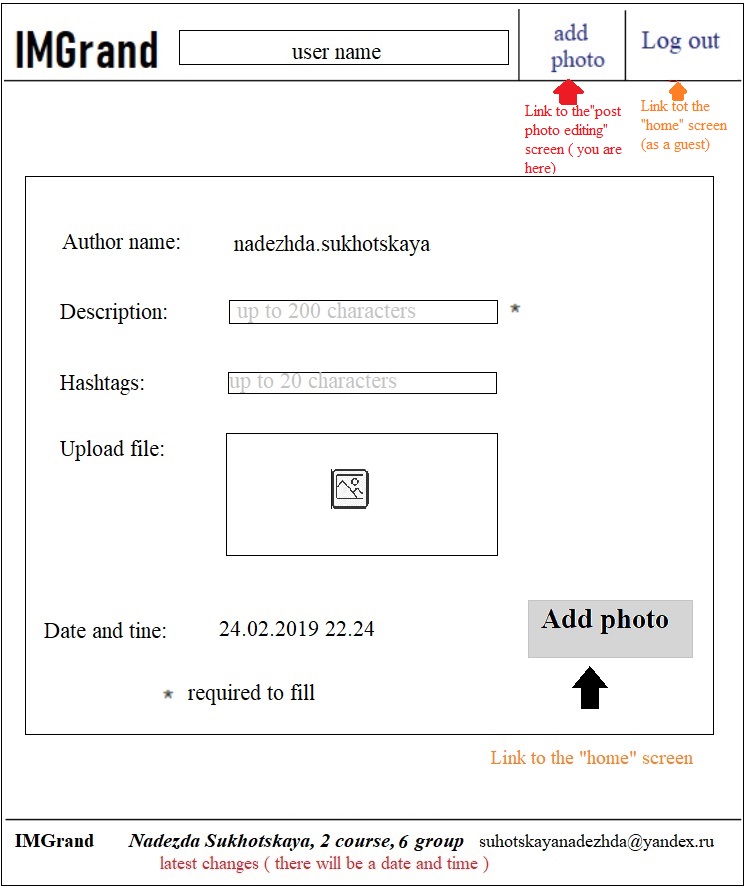 IMGrand
user name
add
photo
Log out
Link to the"post
photo editing"
screen ( you are
here)
Link tot the
"home" screen
(as a guest)
Author name: nadezhda.sukhotskaya
Description: up to 200 characters *
Hashtags: up to 20 characters
Upload file:
Date and tine: 24.02.2019 22.24
Add photo
* required to fill
Link to the "home" screen
IMGrand Nadezda Sukhotskaya, 2 course, 6 group suhotskayanadezhda@yandex.ru
latest changes ( there will be a date and time )